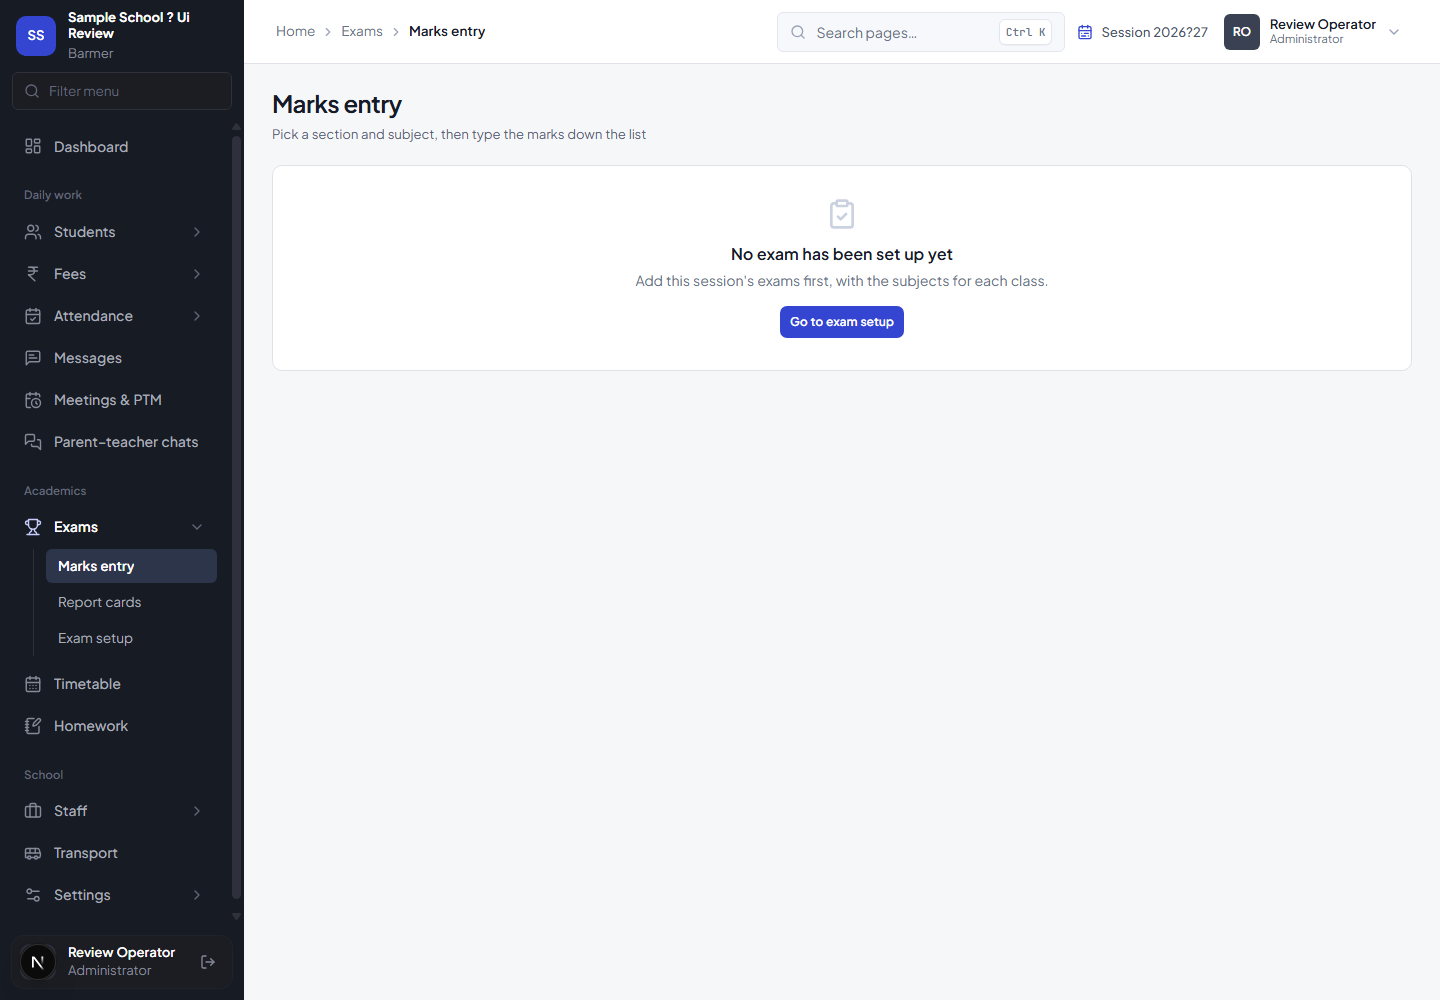 SS
Sample School ? Ui
Review
Barmer
Filter menu
Dashboard
Daily work
Students
Fees
Attendance
Messages
Meetings & PTM
Parent-teacher chats
Academics
Exams
Marks entry
Report cards
Exam setup
Timetable
Homework
School
Staff
Transport
Settings
N
Review Operator
Administrator
Home > Exams > Marks entry
Search pages...
Ctrl K
Session 2026?27
RO
Review Operator
Administrator
Marks entry
Pick a section and subject, then type the marks down the list
No exam has been set up yet
Add this session's exams first, with the subjects for each class.
Go to exam setup